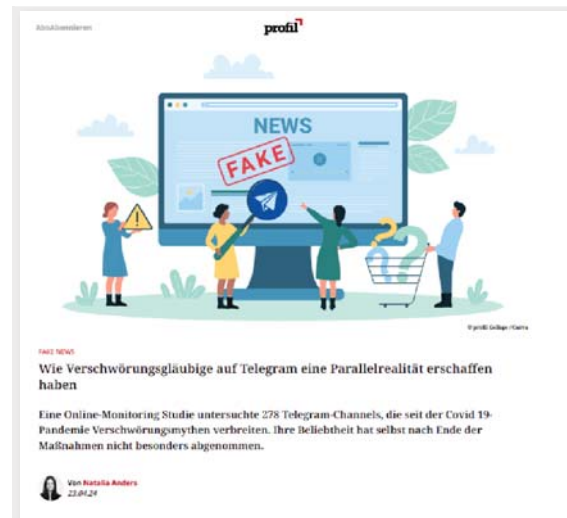 Abo abonnieren
profil
NEWS
FAKE
© profil Collage / Canva
FAKE NEWS
Wie Verschwörungsgläubige auf Telegram eine Parallelrealität erschaffen
haben
Eine Online-Monitoring Studie untersuchte 278 Telegram-Channels, die seit der Covid 19-
Pandemie Verschwörungsmythen verbreiten. Ihre Beliebtheit hat selbst nach Ende der
Maßnahmen nicht besonders abgenommen.
Von Natalia Anders
23.04.24